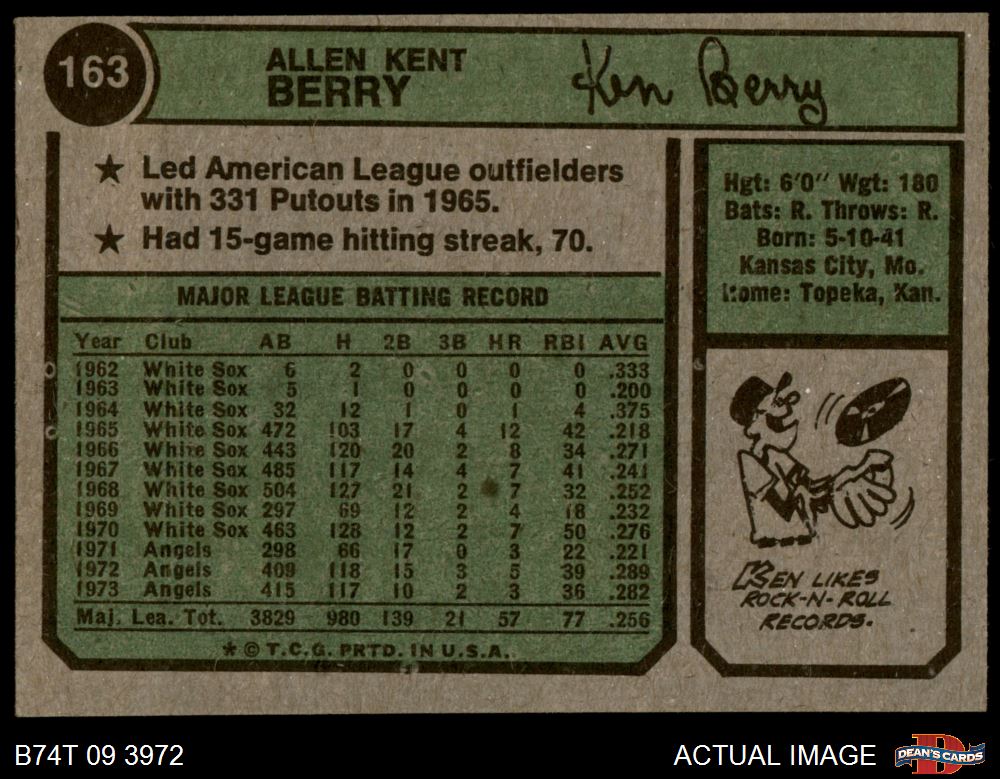 163
ALLEN KENT
BERRY
Ken Berry
★ Led American League outfielders
with 331 Putouts in 1965.
★ Had 15-game hitting streak, 70.
MAJOR LEAGUE BATTING RECORD
Year Club AB H 2B 3B HR RBI AVG
1962 White Sox 6 2 0 0 0 0 .333
1963 White Sox 5 1 0 0 0 0 .200
1964 White Sox 32 12 1 0 1 4 .375
1965 White Sox 472 103 17 4 12 42 .218
1966 White Sox 443 120 20 2 8 34 .271
1967 White Sox 485 117 14 4 7 41 .241
1968 White Sox 504 127 21 2 7 32 .252
1969 White Sox 297 69 12 2 4 18 .232
1970 White Sox 463 128 12 2 7 50 .276
1971 Angels 298 66 17 0 3 22 .221
1972 Angels 409 118 15 3 5 39 .289
1973 Angels 415 117 10 2 3 36 .282
Maj. Lea. Tot. 3829 980 139 21 57 77 .256
★ © T.C.G. PRTD. IN U.S.A.
Hgt: 6'0" Wgt: 180
Bats: R. Throws: R.
Born: 5-10-41
Kansas City, Mo.
Home: Topeka, Kan.
KEN LIKES
ROCK-N-ROLL
RECORDS.
B74T 09 3972
ACTUAL IMAGE
DEAN'S CARDS